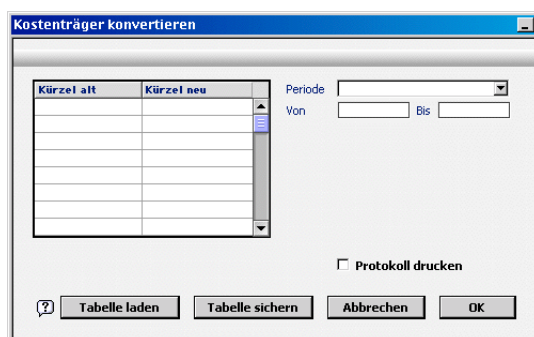 Kostenträger konvertieren
Kürzel alt Kürzel neu
Periode
Von Bis
Protokoll drucken
? Tabelle laden Tabelle sichern Abbrechen OK